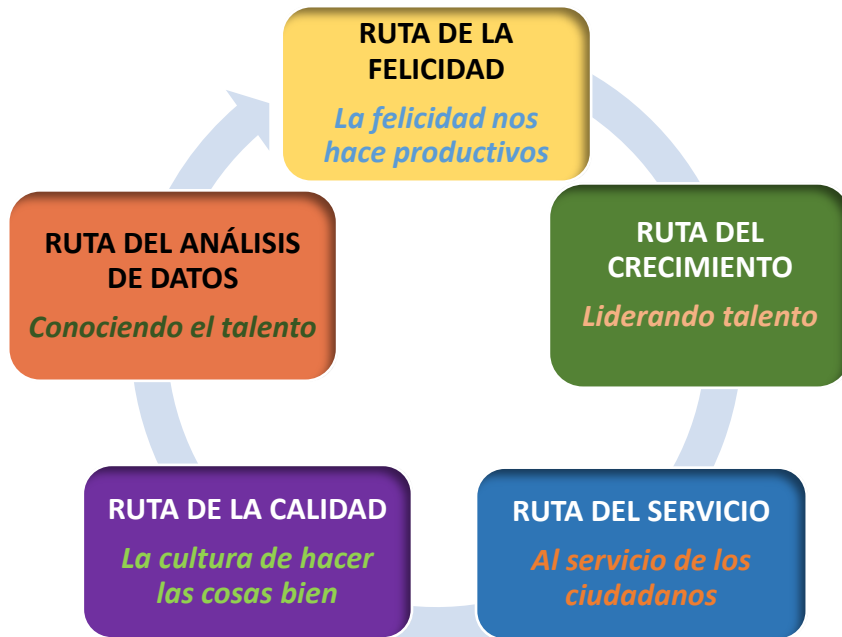 RUTA DE LA
FELICIDAD
La felicidad nos
hace productivos
RUTA DEL
CRECIMIENTO
Liderando talento
RUTA DEL SERVICIO
Al servicio de los
ciudadanos
RUTA DE LA CALIDAD
La cultura de hacer
las cosas bien
RUTA DEL ANÁLISIS
DE DATOS
Conociendo el talento